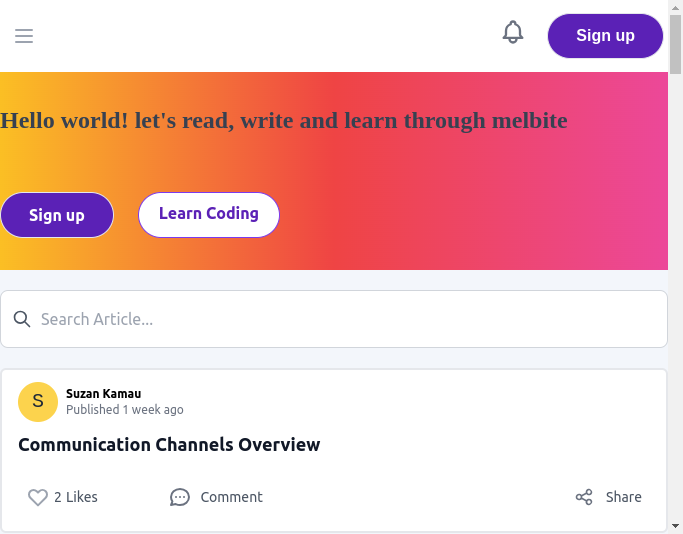 Sign up
Hello world! let's read, write and learn through melbite
Sign up
Learn Coding
Search Article...
S
Suzan Kamau
Published 1 week ago
Communication Channels Overview
2 Likes
Comment
Share